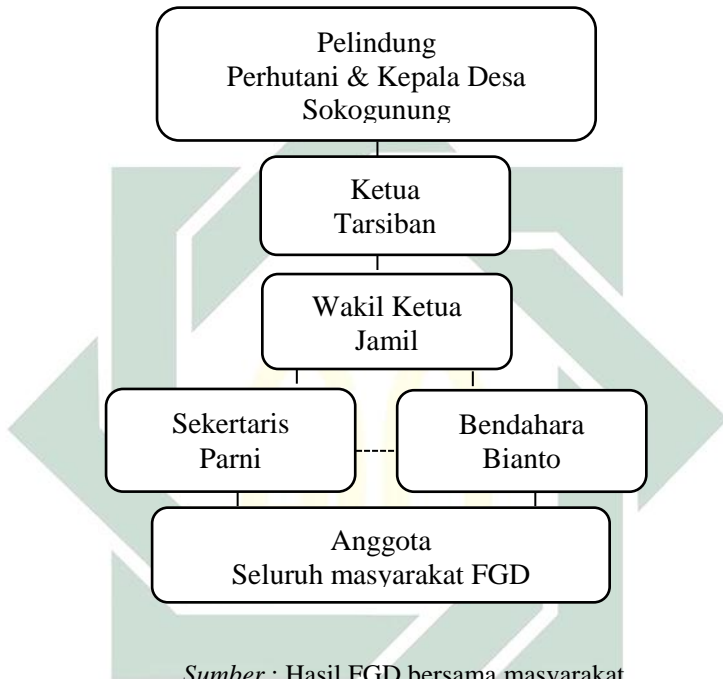 Pelindung
Perhutani & Kepala Desa
Sokogunung
Ketua
Tarsiban
Wakil Ketua
Jamil
Sekertaris
Parni
Bendahara
Bianto
Anggota
Seluruh masyarakat FGD
Sumber : Hasil FGD bersama masyarakat